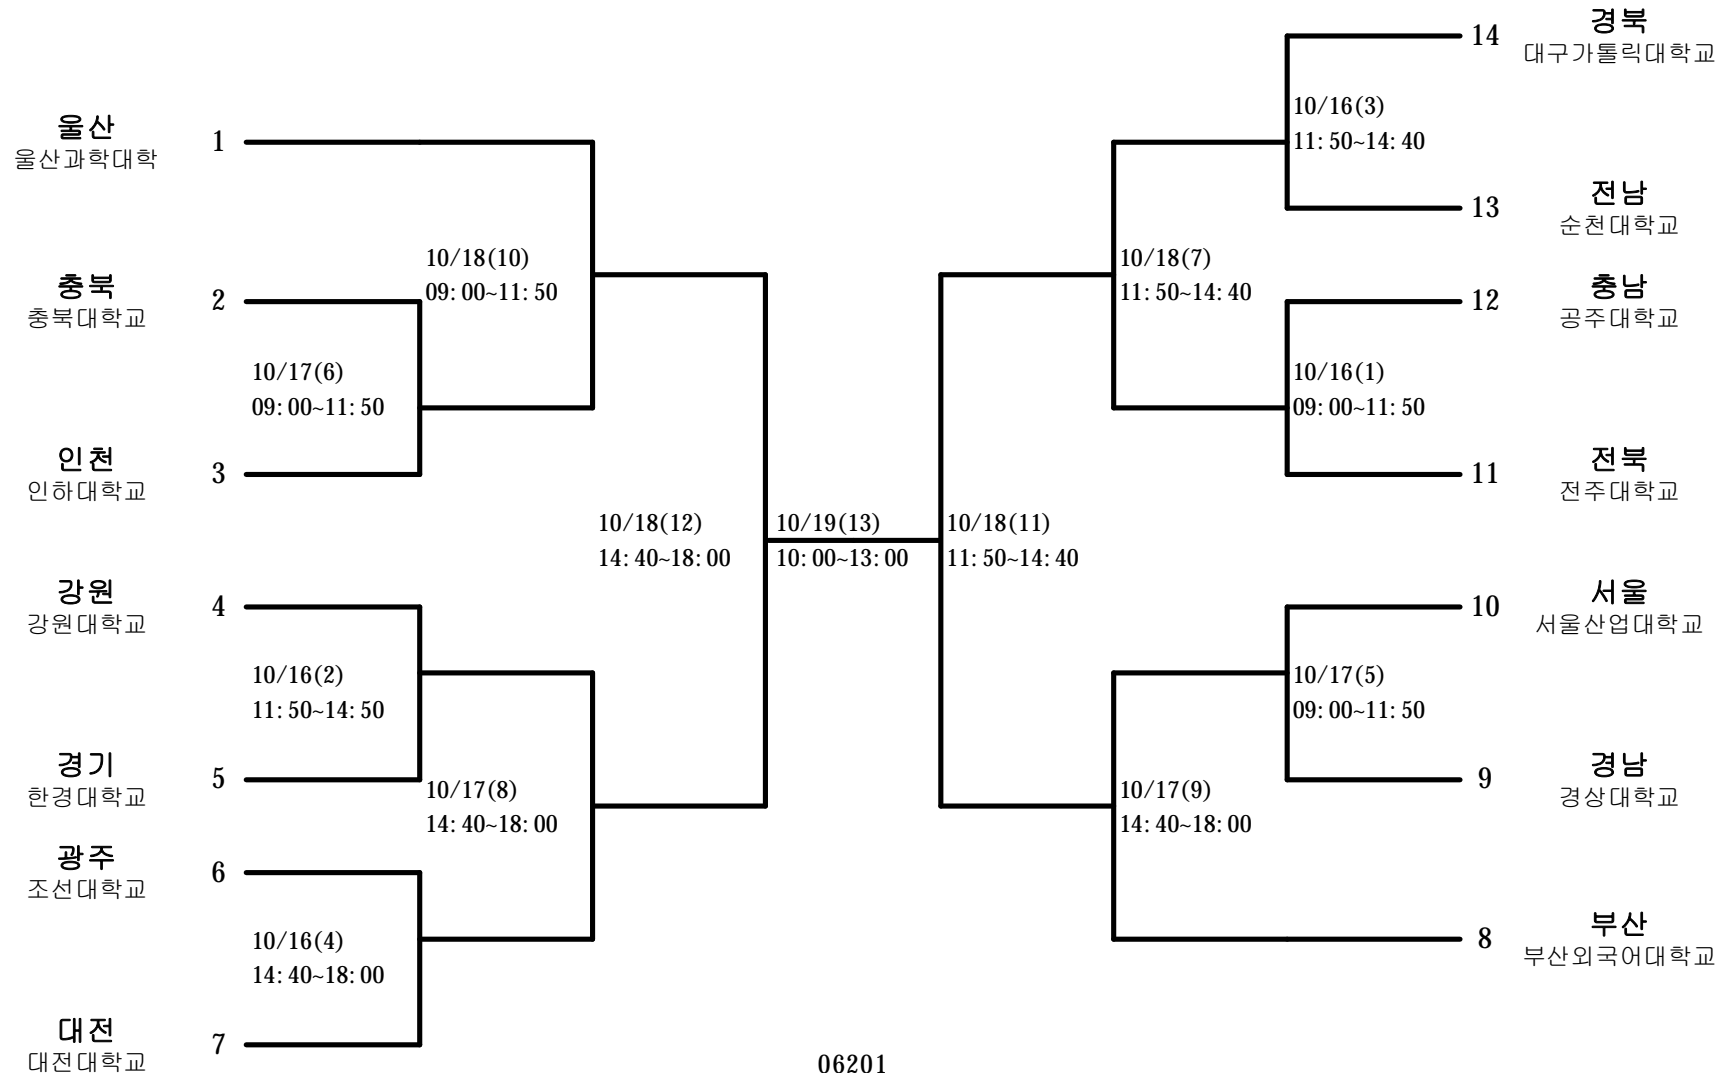 울산
울산과학대학
1
충북
충북대학교
2
10/18(10)
09:00~11:50
10/17(6)
09:00~11:50
인천
인하대학교
3
10/18(12)
14:40~18:00
강원
강원대학교
4
10/16(2)
11:50~14:50
경기
한경대학교
5
10/17(8)
14:40~18:00
광주
조선대학교
6
10/16(4)
14:40~18:00
대전
대전대학교
7
10/19(13)
10:00~13:00
14
경북
대구가톨릭대학교
10/16(3)
11:50~14:40
13
전남
순천대학교
10/18(7)
11:50~14:40
12
충남
공주대학교
10/16(1)
09:00~11:50
11
전북
전주대학교
10/18(11)
11:50~14:40
10
서울
서울산업대학교
10/17(5)
09:00~11:50
9
경남
경상대학교
10/17(9)
14:40~18:00
8
부산
부산외국어대학교
06201